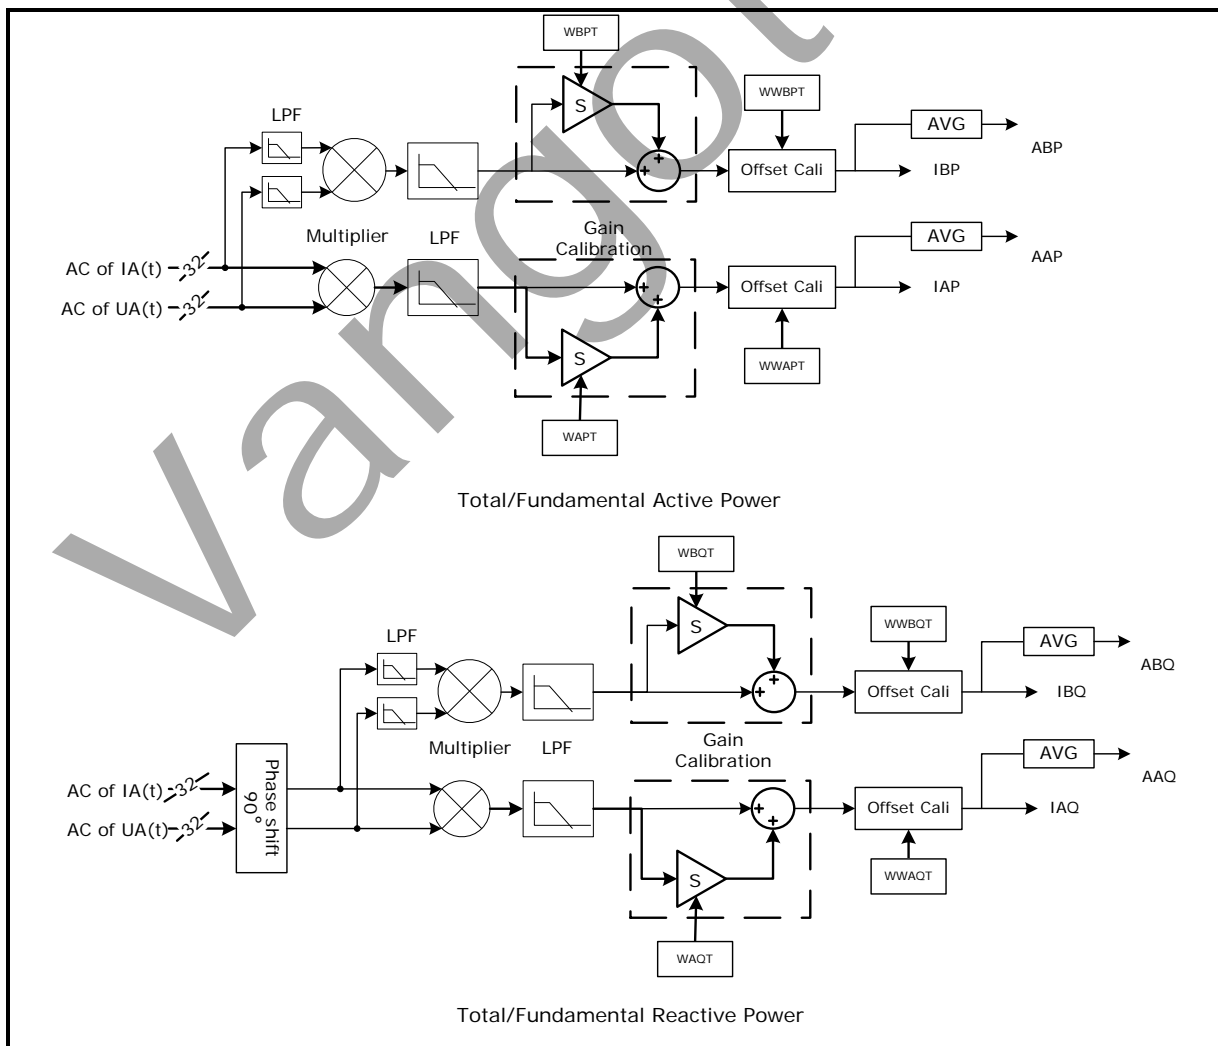 WBPT
S
WWBPT
LPF
AVG
ABP
Offset Cali
IBP
+
+
Multiplier
LPF
Gain
Calibration
AVG
AAP
AC of IA(t)
32
AC of UA(t)
32
+
+
Offset Cali
IAP
S
WWAPT
WAPT
Total/Fundamental Active Power
WBQT
S
WWBQT
LPF
AVG
ABQ
Offset Cali
IBQ
+
+
Multiplier
LPF
Gain
Calibration
AVG
AAQ
Phase shift
90°
AC of IA(t)
32
AC of UA(t)
32
+
+
Offset Cali
IAQ
S
WWAQT
WAQT
Total/Fundamental Reactive Power
Vangot